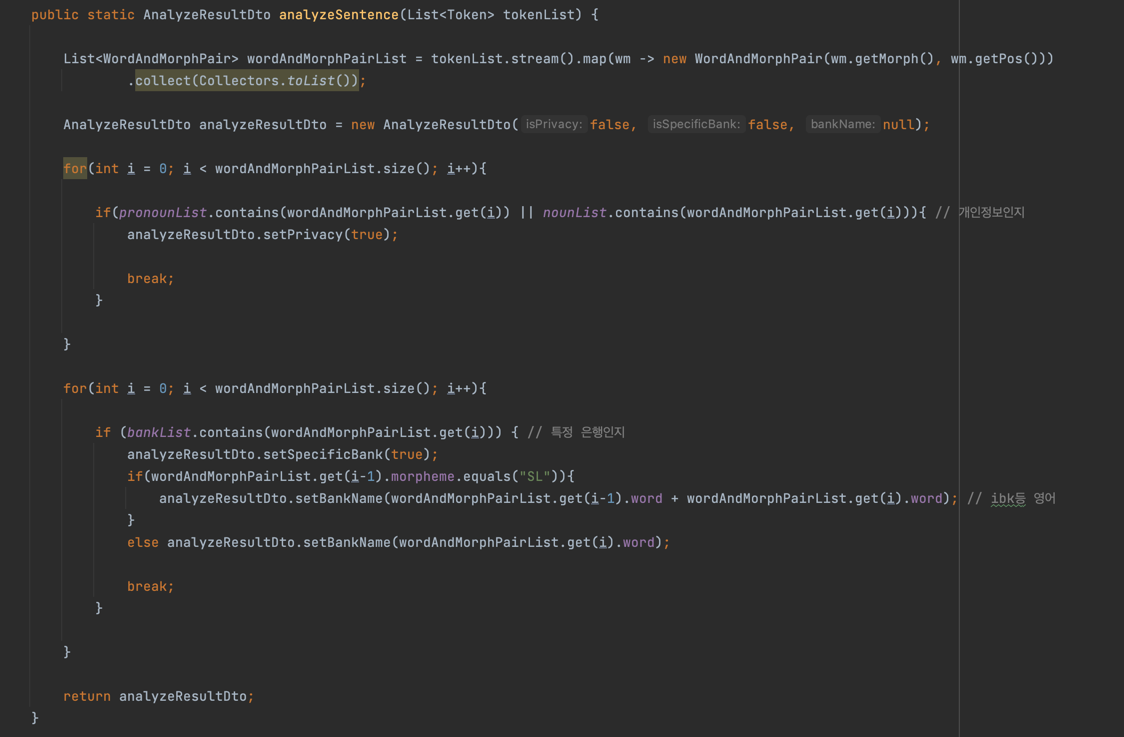 public static AnalyzeResultDto analyzeSentence(List<Token> tokenList) {
List<WordAndMorphPair> wordAndMorphPairList = tokenList.stream().map(wm -> new WordAndMorphPair(wm.getMorph(), wm.getPos()))
.collect(Collectors.toList());
AnalyzeResultDto analyzeResultDto = new AnalyzeResultDto( isPrivacy: false, isSpecificBank: false, bankName: null);
for(int i = 0; i < wordAndMorphPairList.size(); i++){
if(pronounList.contains(wordAndMorphPairList.get(i)) || nounList.contains(wordAndMorphPairList.get(i))){ // 개인정보인지
analyzeResultDto.setPrivacy(true);
break;
}
}
for(int i = 0; i < wordAndMorphPairList.size(); i++){
if (bankList.contains(wordAndMorphPairList.get(i))) { // 특정 은행인지
analyzeResultDto.setSpecificBank(true);
if(wordAndMorphPairList.get(i-1).morpheme.equals("SL")){
analyzeResultDto.setBankName(wordAndMorphPairList.get(i-1).word + wordAndMorphPairList.get(i).word); // ibk등 영어
}
else analyzeResultDto.setBankName(wordAndMorphPairList.get(i).word);
break;
}
}
return analyzeResultDto;
}